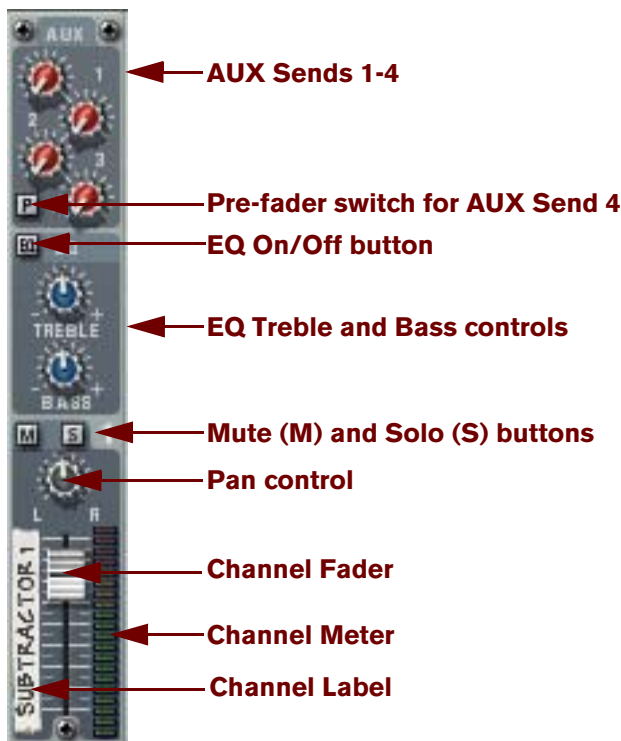 AUX
1
AUX Sends 1-4
2
3
P
Pre-fader switch for AUX Send 4
EQ
EQ On/Off button
- +
TREBLE
EQ Treble and Bass controls
- +
BASS
M S
Mute (M) and Solo (S) buttons
Pan control
L R
SUBTRACTOR 1
Channel Fader
Channel Meter
Channel Label